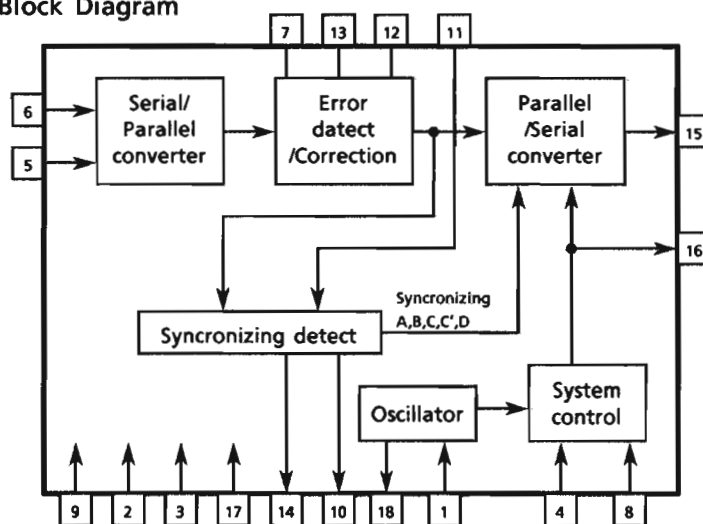 Block Diagram
7
13
12
11
6
5
Serial/
Parallel
converter
Error
datect
/Correction
Parallel
/Serial
converter
15
16
Syncronizing
A,B,C,C',D
Syncronizing detect
Oscillator
System
control
9
2
3
17
14
10
18
1
4
8